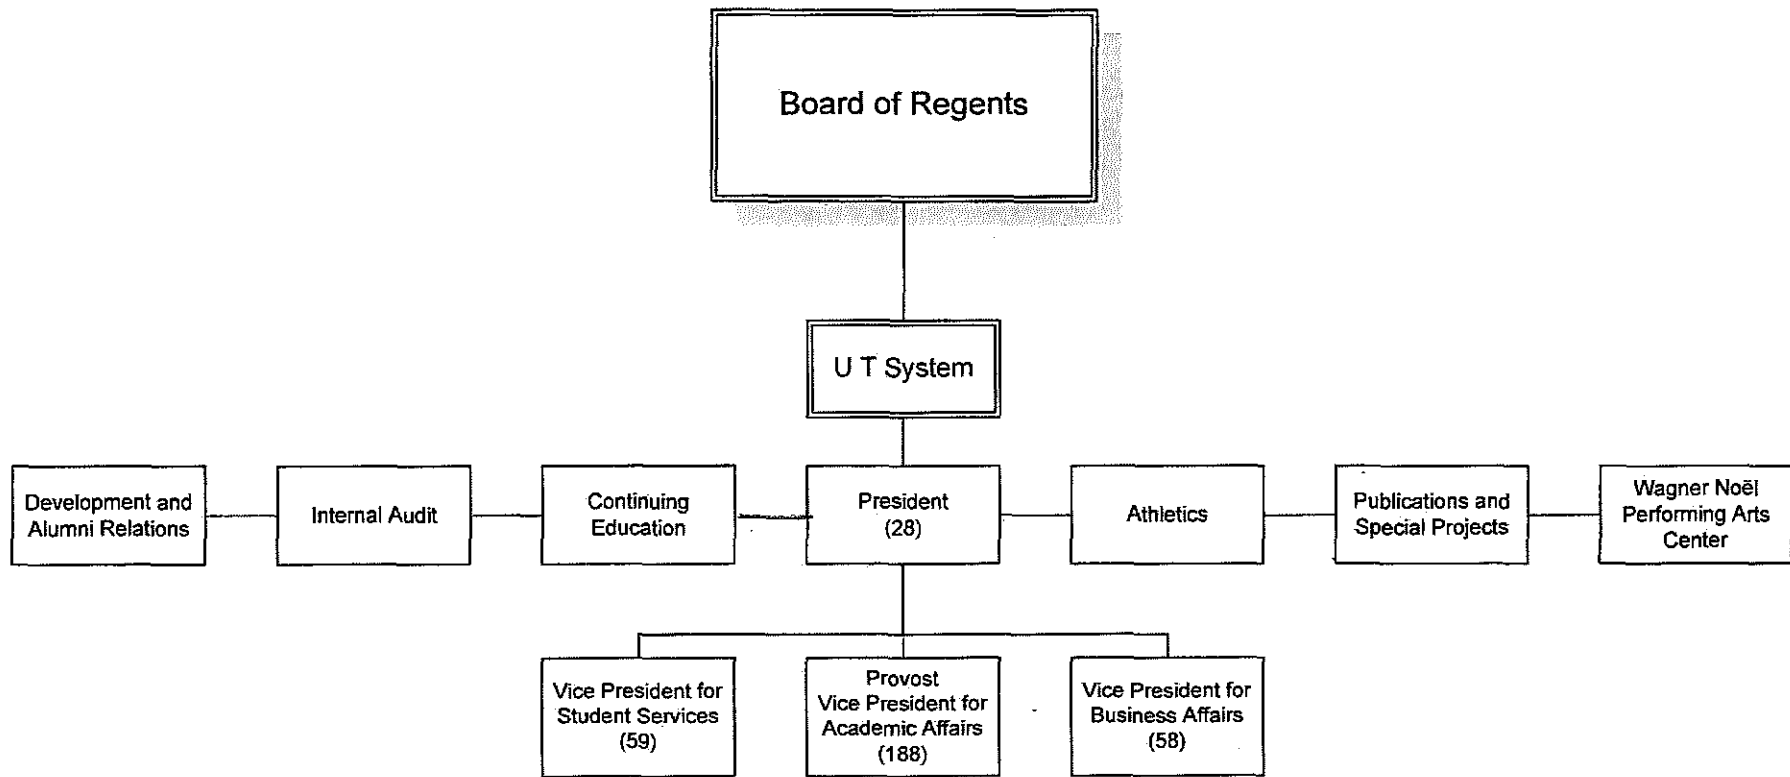 Board of Regents
U T System
Development and
Alumni Relations
Internal Audit
Continuing
Education
President
(28)
Athletics
Publications and
Special Projects
Wagner Noël
Performing Arts
Center
Vice President for
Student Services
(59)
Provost
Vice President for
Academic Affairs
(188)
Vice President for
Business Affairs
(58)